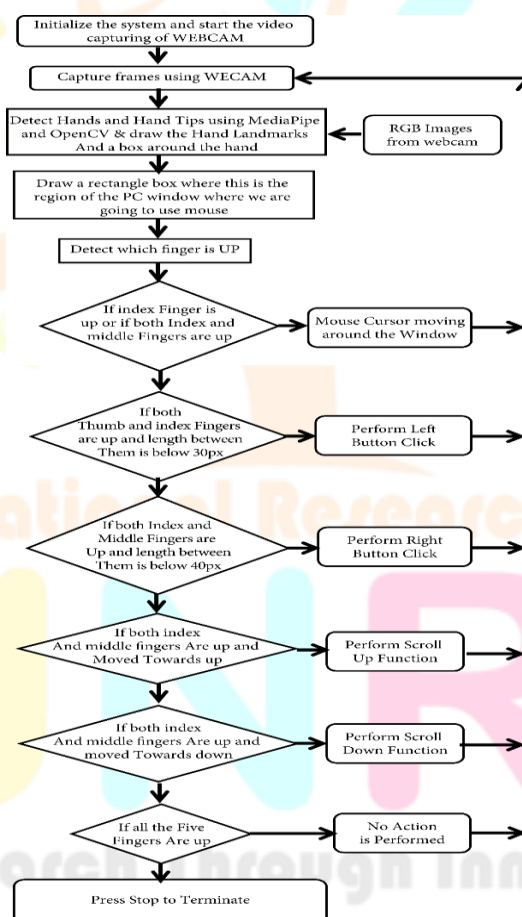 Initialize the system and start the video
capturing of WEBCAM
Capture frames using WECAM
Detect Hands and Hand Tips using MediaPipe
and OpenCV & draw the Hand Landmarks
And a box around the hand
RGB Images
from webcam
Draw a rectangle box where this is the
region of the PC window where we are
going to use mouse
Detect which finger is UP
If index Finger is
up or if both Index and
middle Fingers are up
Mouse Cursor moving
around the Window
If both
Thumb and index Fingers
are up and length between
Them is below 30px
Perform Left
Button Click
If both Index and
Middle Fingers are
Up and length between
Them is below 40px
Perform Right
Button Click
If both index
And middle fingers Are up and
Moved Towards up
Perform Scroll
Up Function
If both index
And middle fingers Are up and
moved Towards down
Perform Scroll
Down Function
If all the Five
Fingers Are up
No Action
is Performed
Press Stop to Terminate